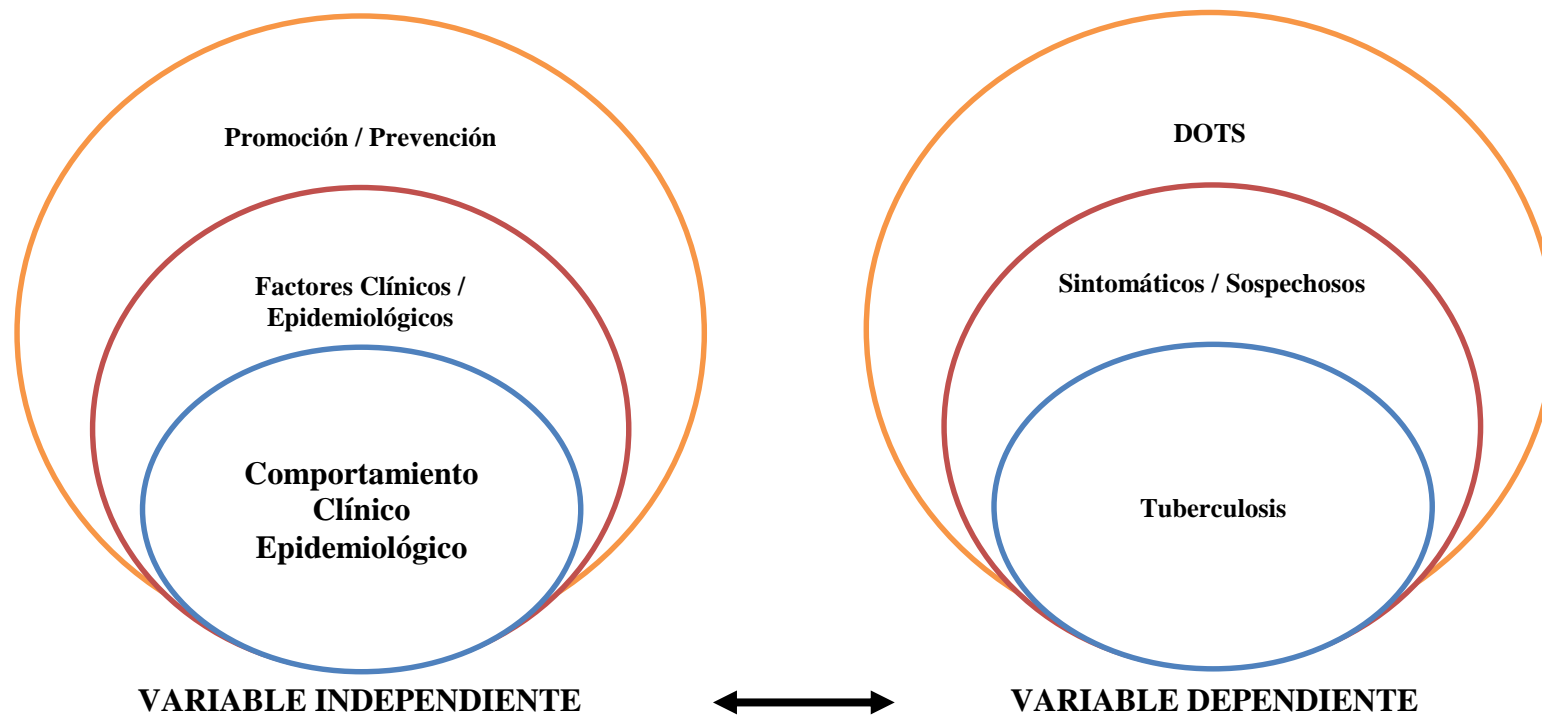 Promoción / Prevención
Factores Clínicos /
Epidemiológicos
Comportamiento
Clínico
Epidemiológico
VARIABLE INDEPENDIENTE
DOTS
Sintomáticos / Sospechosos
Tuberculosis
VARIABLE DEPENDIENTE